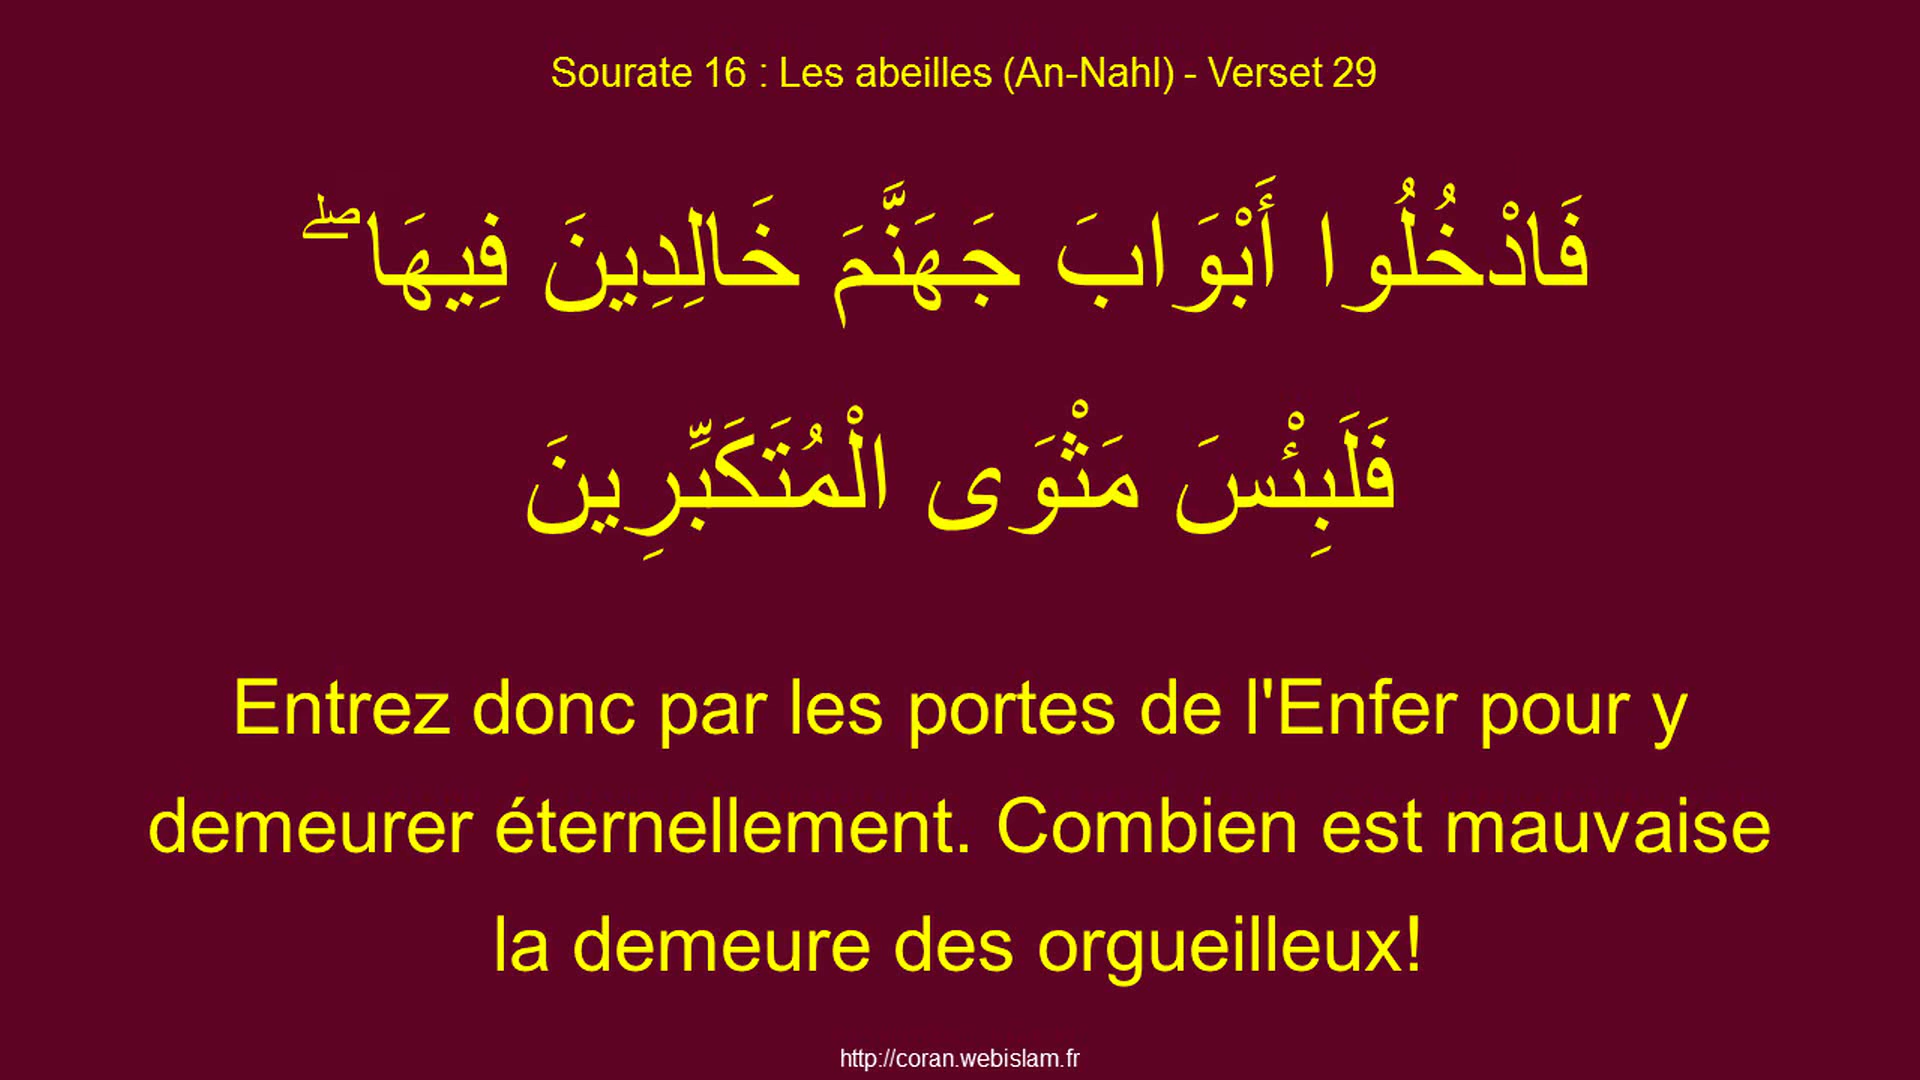 Sourate 16 : Les abeilles (An-Nahl) - Verset 29
فَادْخُلُوا أَبْوَابَ جَهَنَّمَ خَالِدِينَ فِيهَا ۖ
فَلَبِئْسَ مَثْوَى الْمُتَكَبِّرِينَ
Entrez donc par les portes de l'Enfer pour y
demeurer éternellement. Combien est mauvaise
la demeure des orgueilleux!
http://coran.webislam.fr